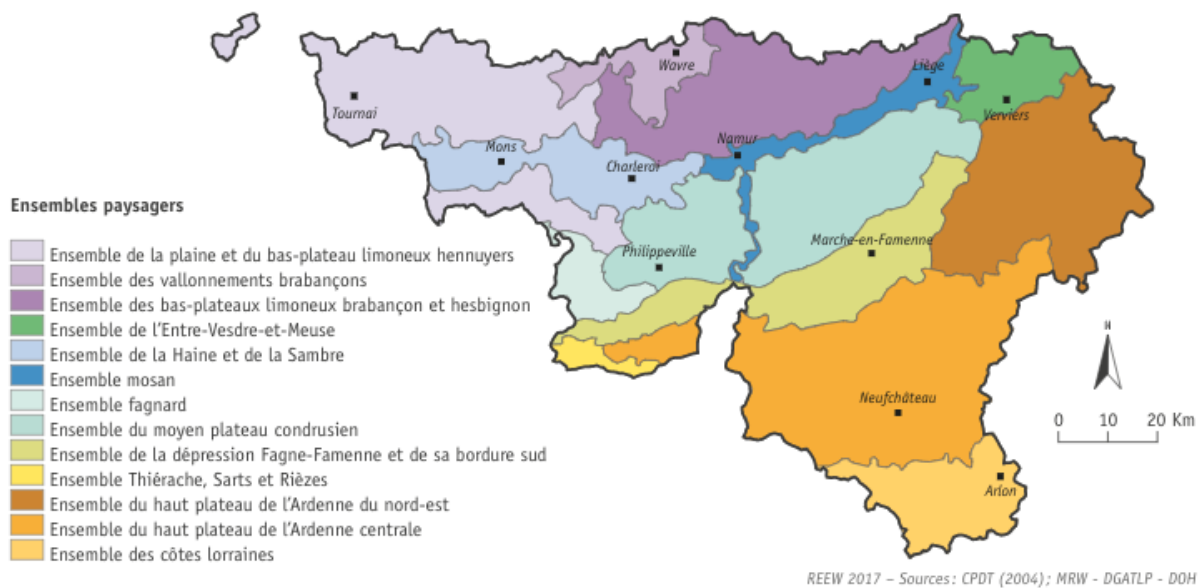 Wavre
Liège
Tournai
Verviers
Mons
Namur
Charleroi
Ensembles paysagers
Philippeville
Marche-en-Famenne
Ensemble de la plaine et du bas-plateau limoneux hennuyers
Ensemble des vallonnements brabançons
Ensemble des bas-plateaux limoneux brabançon et hesbignon
Ensemble de l'Entre-Vesdre-et-Meuse
Ensemble de la Haine et de la Sambre
Ensemble mosan
Ensemble fagnard
Ensemble du moyen plateau condrusien
Ensemble de la dépression Fagne-Famenne et de sa bordure sud
Ensemble Thiérache, Sarts et Rièzes
Ensemble du haut plateau de l'Ardenne du nord-est
Ensemble du haut plateau de l'Ardenne centrale
Ensemble des côtes lorraines
N
Neufchâteau
0 10 20 Km
Arlon
REEW 2017 – Sources: CPDT (2004); MRW - DGATLP - DOH